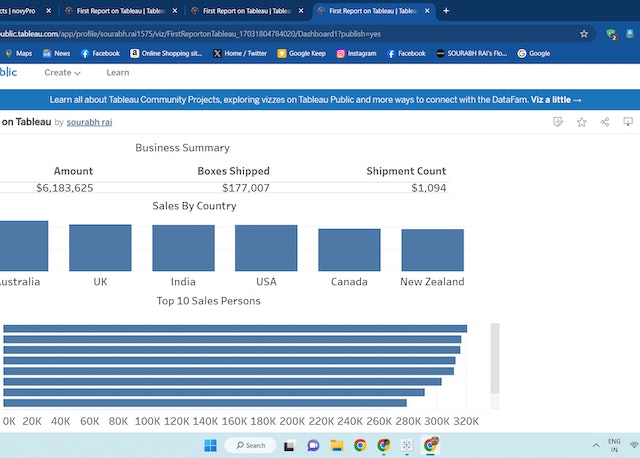 cts | novyPro
First Report on Tableau | Tablea
First Report on Tableau | Tablea
First Report on Tableau | Tablea
ublic.tableau.com/app/profile/sourabh.rai1575/viz/FirstReportonTableau_17031804784020/Dashboard1?publish=yes
Maps
News
Facebook
Online Shopping sit...
Home / Twitter
Google Keep
Instagram
Facebook
SOURABH RAI's Flo...
Google
blic
Create
Learn
Learn all about Tableau Community Projects, exploring vizzes on Tableau Public and more ways to connect with the DataFam. Viz a little →
on Tableau by sourabh rai
Business Summary
Amount Boxes Shipped Shipment Count
$6,183,625 $177,007 $1,094
Sales By Country
ustralia UK India USA Canada New Zealand
Top 10 Sales Persons
0K 20K 40K 60K 80K 100K 120K 140K 160K 180K 200K 220K 240K 260K 280K 300K 320K
Search
ENG
IN